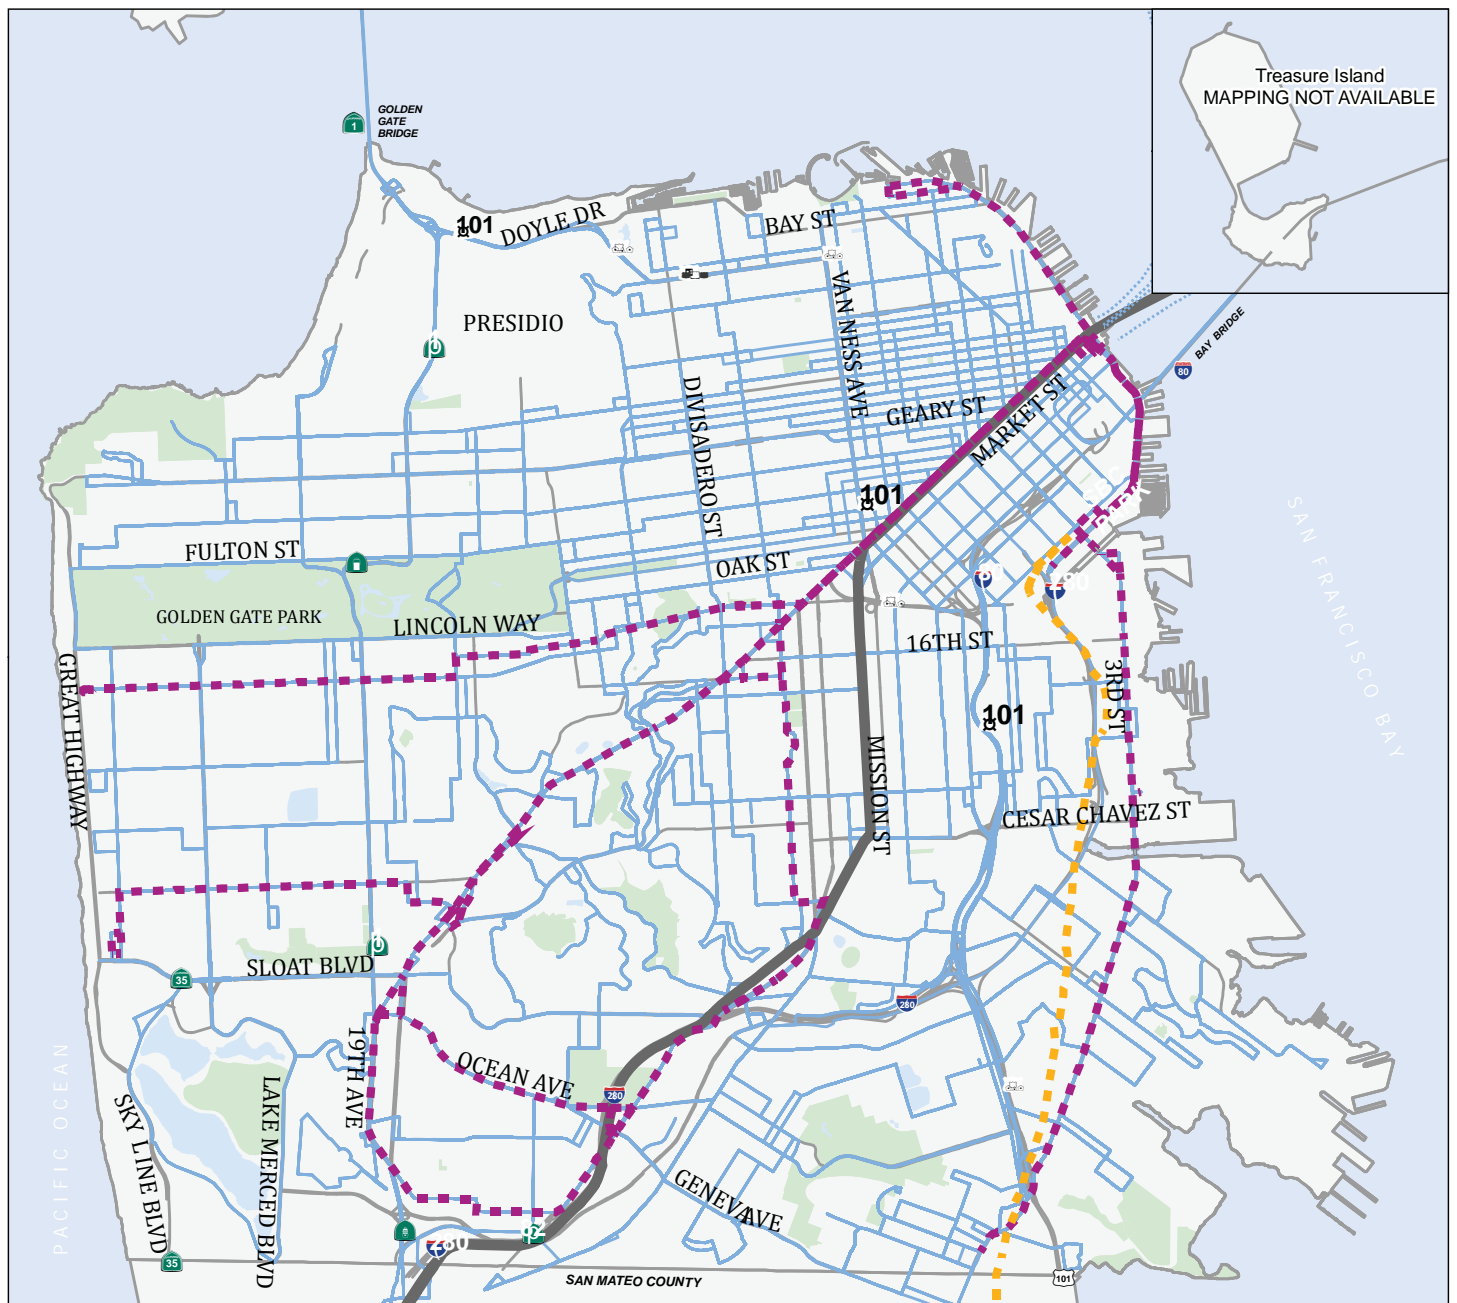 Treasure Island
MAPPING NOT AVAILABLE
GOLDEN
GATE
BRIDGE
1
101
DOYLE DR
BAY ST
PRESIDIO
VAN NESS AVE
BAY BRIDGE
80
DIVISADERO ST
GEARY ST
MARKET ST
101
FULTON ST
OAK ST
80
280
GOLDEN GATE PARK
LINCOLN WAY
16TH ST
SAN FRANCISCO BAY
GREAT HIGHWAY
3RD ST
101
MISSION ST
CESAR CHAVEZ ST
SLOAT BLVD
35
280
19TH AVE
OCEAN AVE
280
PACIFIC OCEAN
SKY LINE BLVD
LAKE MERCED BLVD
GENEVA AVE
82
280
35
SAN MATEO COUNTY
101